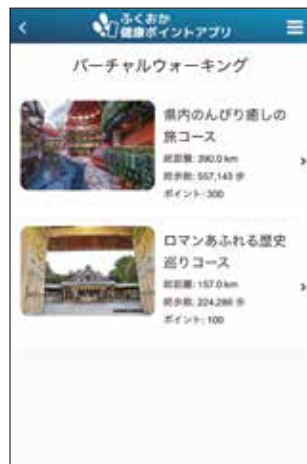 ふくおか
健康ポイントアプリ
バーチャルウォーキング
県内のんびり癒しの
旅コース
総距離: 390.0 km
総歩数: 557,143 歩
ポイント: 300
ロマンあふれる歴史
巡りコース
総距離: 157.0 km
総歩数: 224,286 歩
ポイント: 100